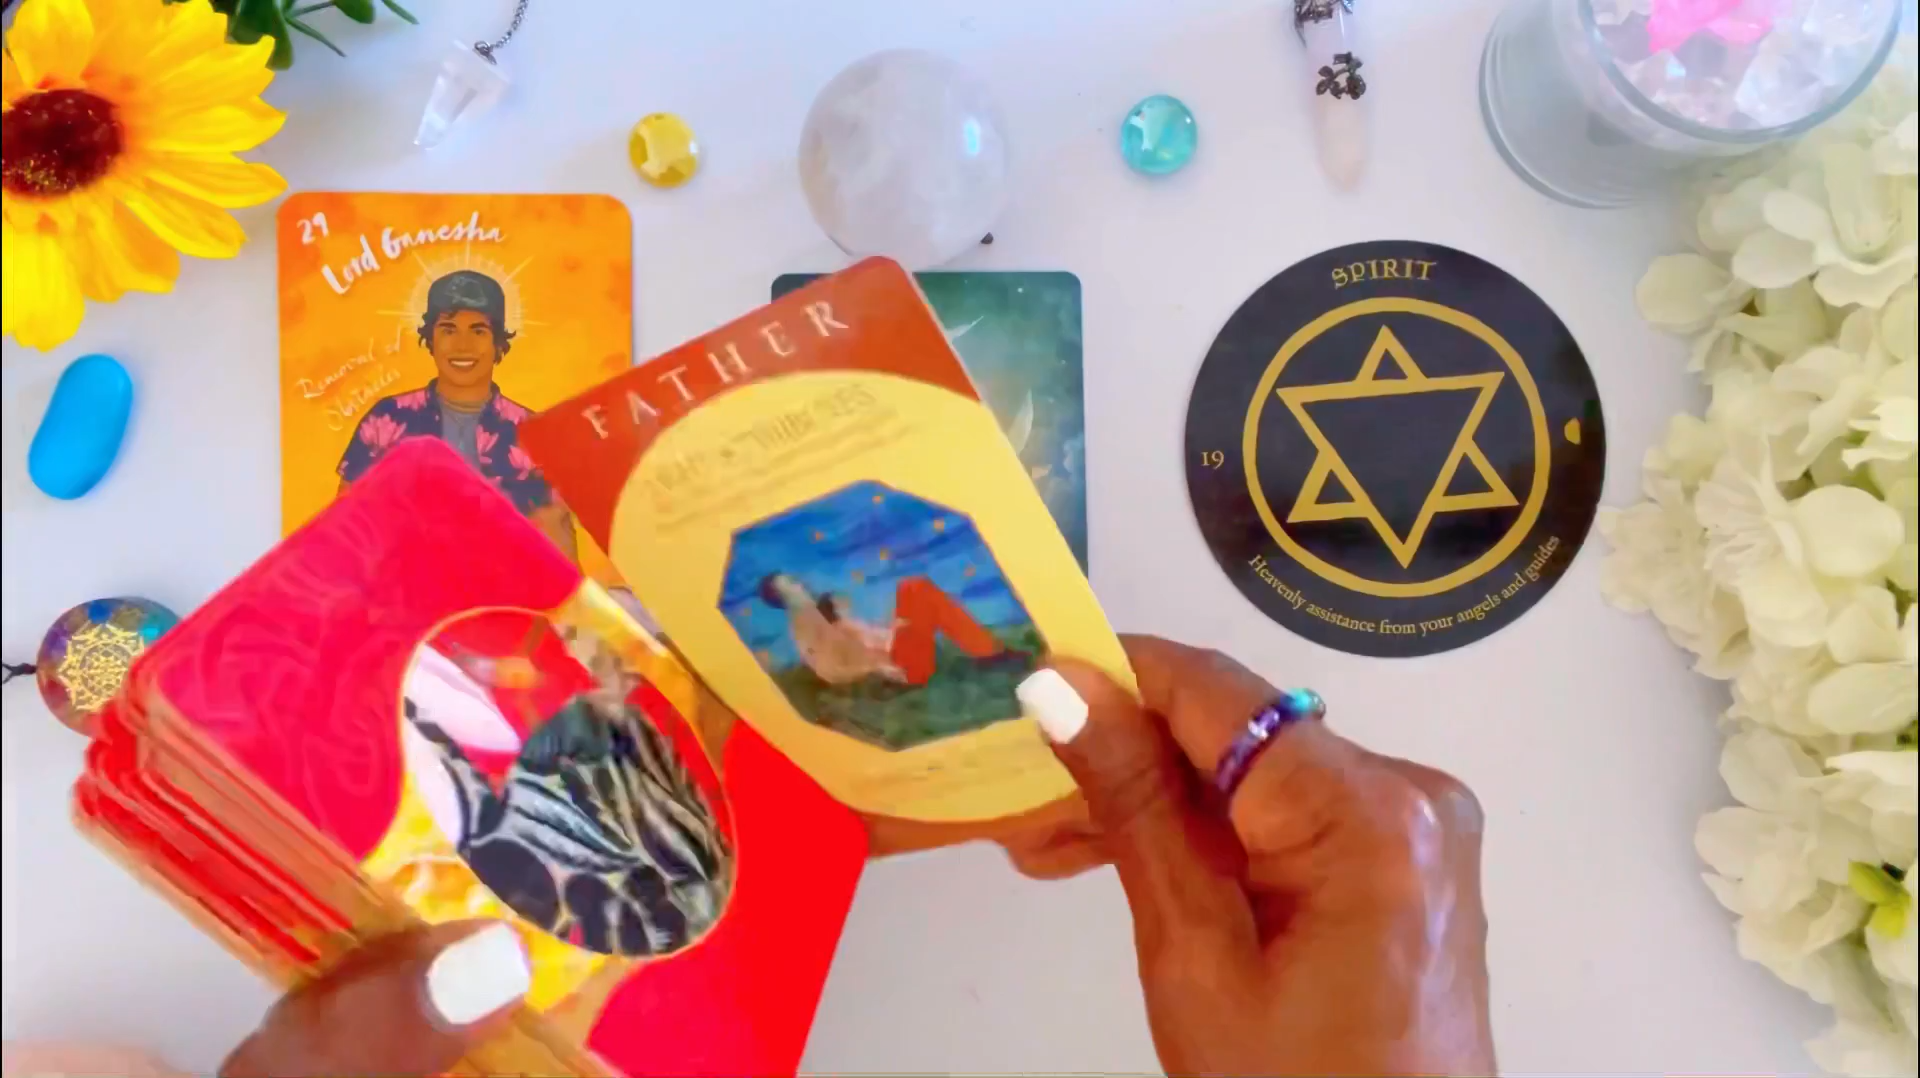 29
Lord Ganesha
Removal of
Obstacles
FATHER
SPIRIT
19
Heavenly assistance from your angels and guides